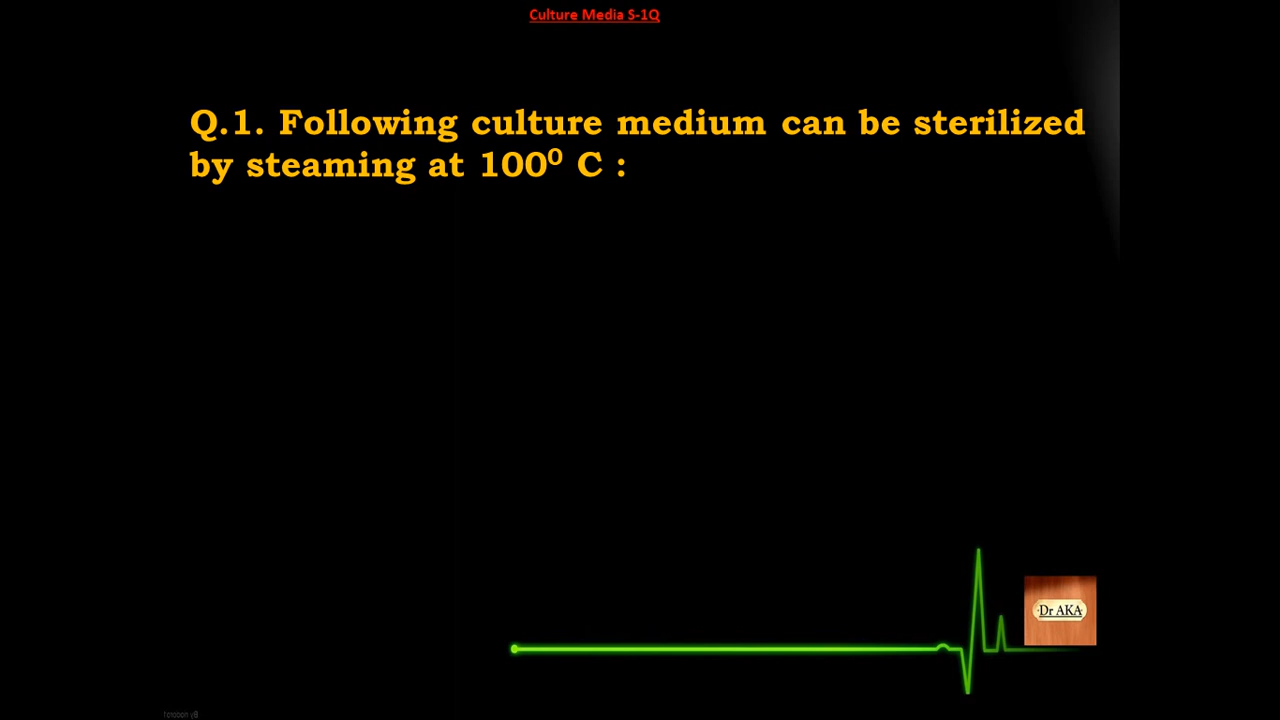 Culture Media S-1Q
Q.1. Following culture medium can be sterilized
by steaming at 100⁰ C :
Dr AKA